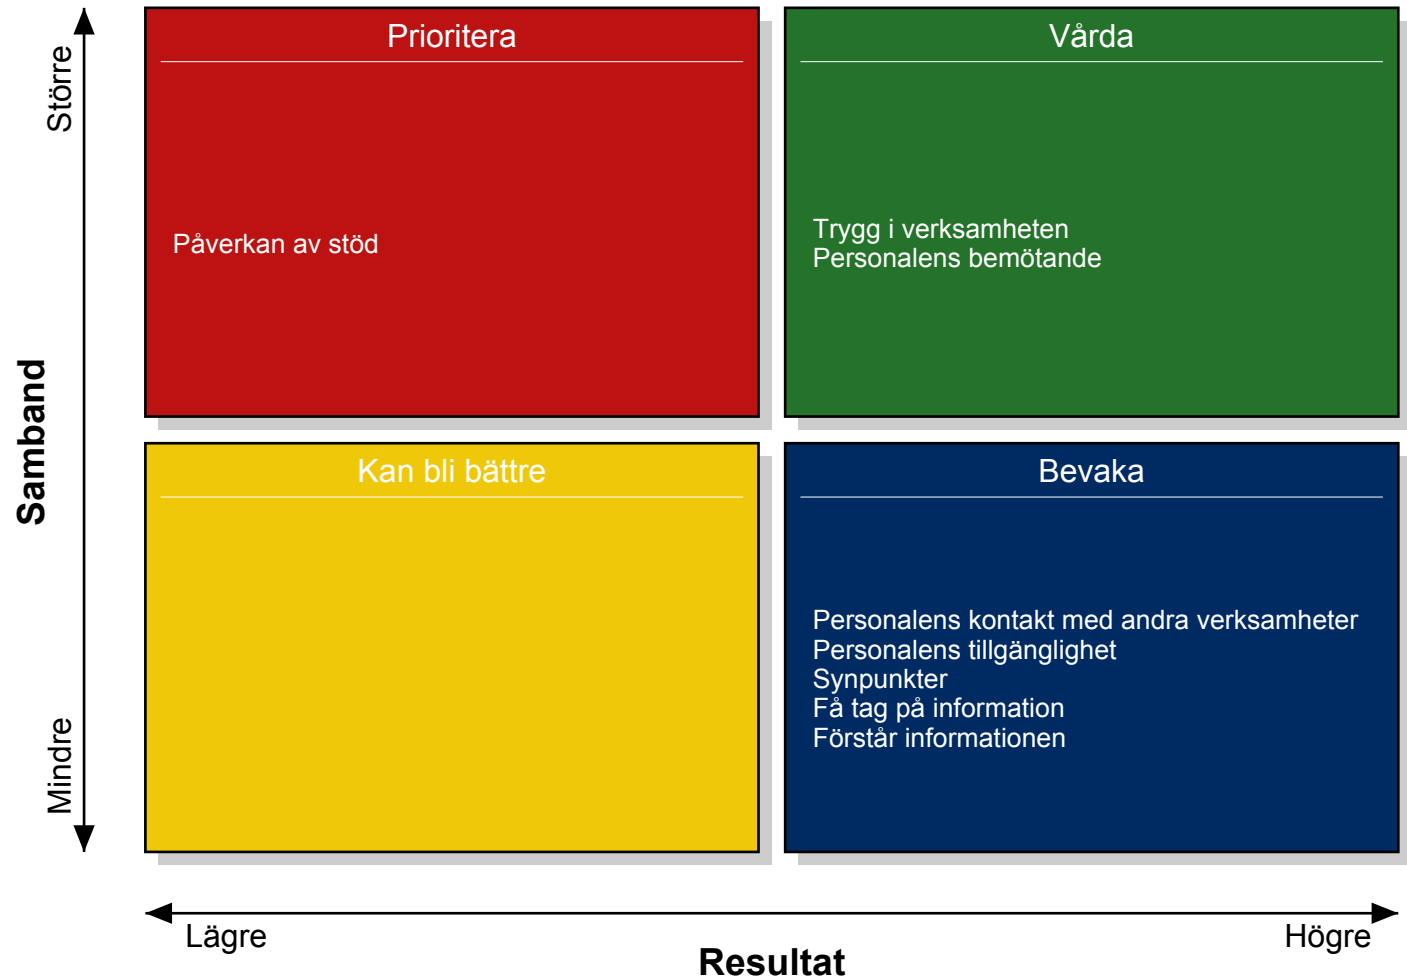 Större
Samband
Mindre
Prioritera
Påverkan av stöd
Vårda
Trygg i verksamheten
Personalens bemötande
Kan bli bättre
Bevaka
Personalens kontakt med andra verksamheter
Personalens tillgänglighet
Synpunkter
Få tag på information
Förstår informationen
Lägre
Resultat
Högre